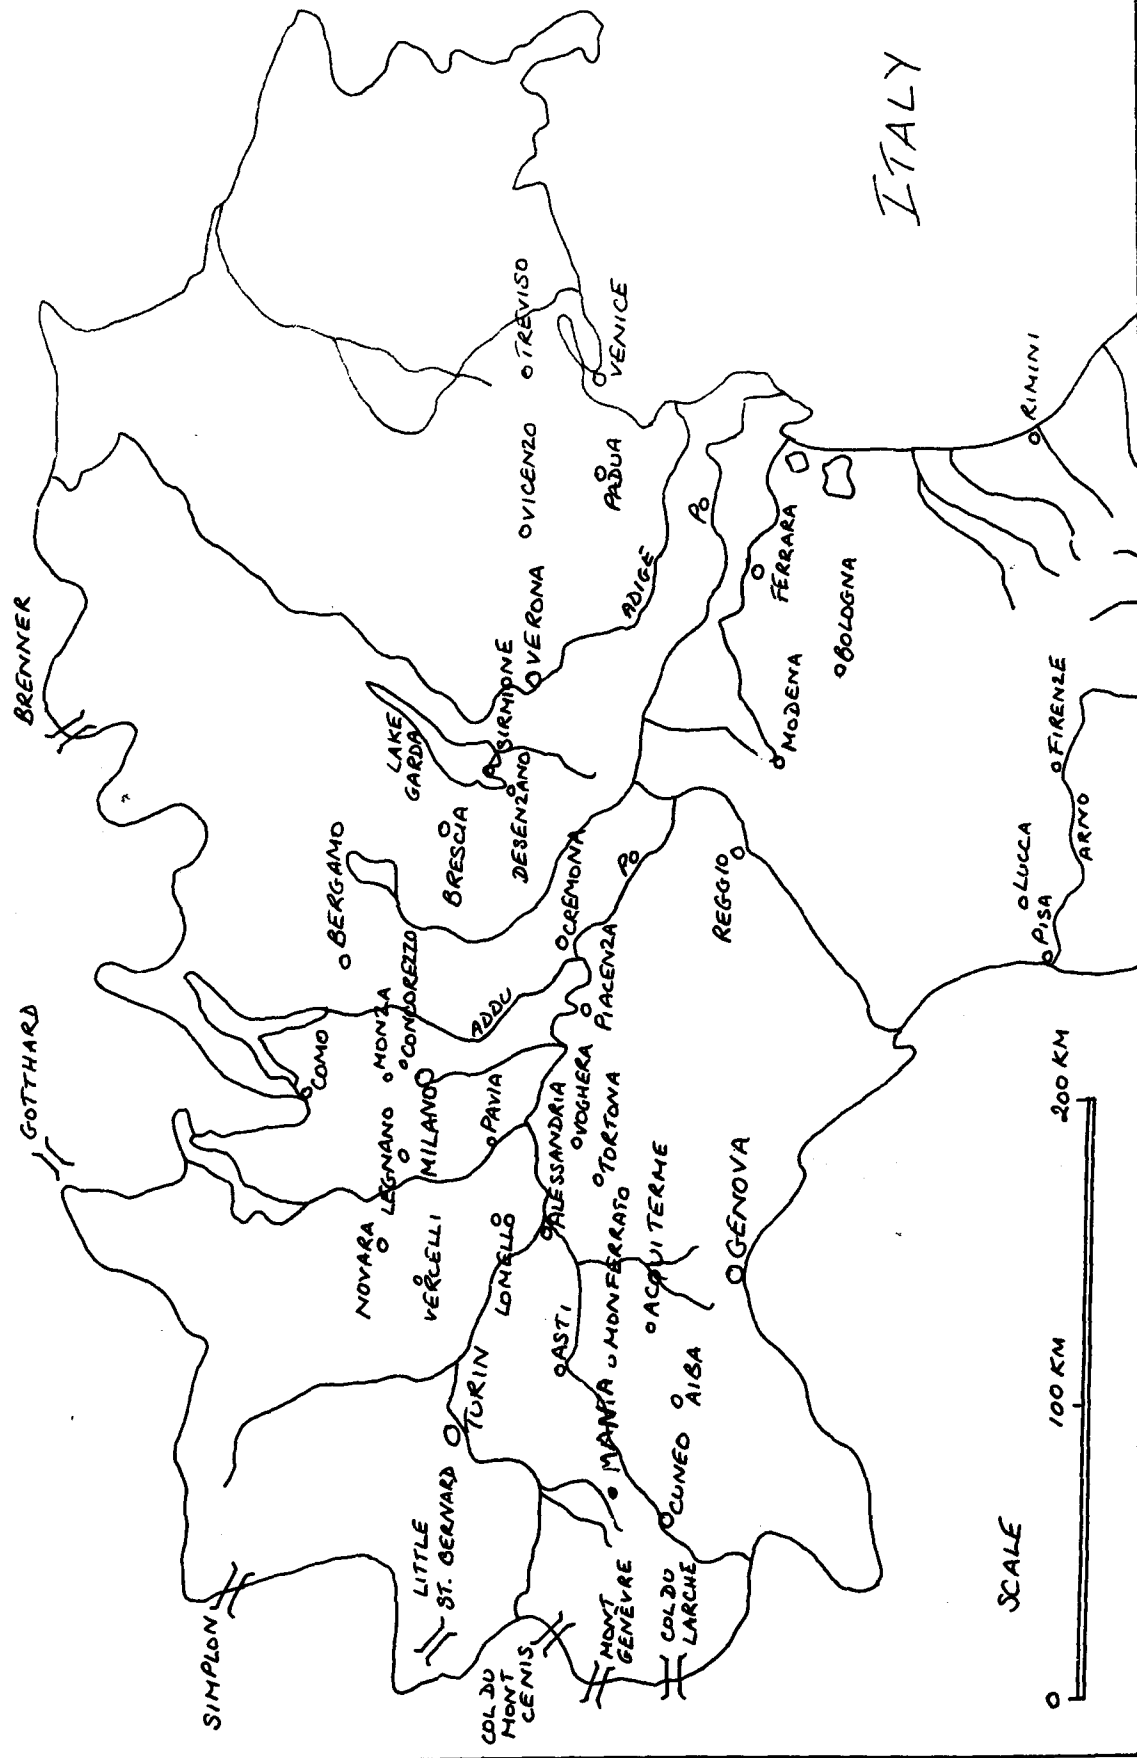 BRENNER
GOTTHARD
SIMPLON
LITTLE
ST. BERNARD
COL DU
MONT
CENIS
MONT
GENÈVRE
COL DU
LARCHE
LAKE
GARDA
SIRMIONE
DESENZANO
BRESCIA
BERGAMO
COMO
MONZA
CONCOREZZO
LEGNANO
MILANO
NOVARA
VERCELLI
PAVIA
LOMELLO
TURIN
ADDU
CREMONA
PIACENZA
VOGHERA
TORTONA
ALESSANDRIA
ASTI
MONFERRATO
MANTA
ACQUI TERME
AIBA
CUNEO
GENOVA
VERONA
VICENZO
TREVISO
VENICE
PADUA
ADIGE
PO
PO
FERRARA
MODENA
BOLOGNA
REGGIO
RIMINI
FIRENZE
LUCCA
PISA
ARNO
ITALY
SCALE
0
100 KM
200 KM